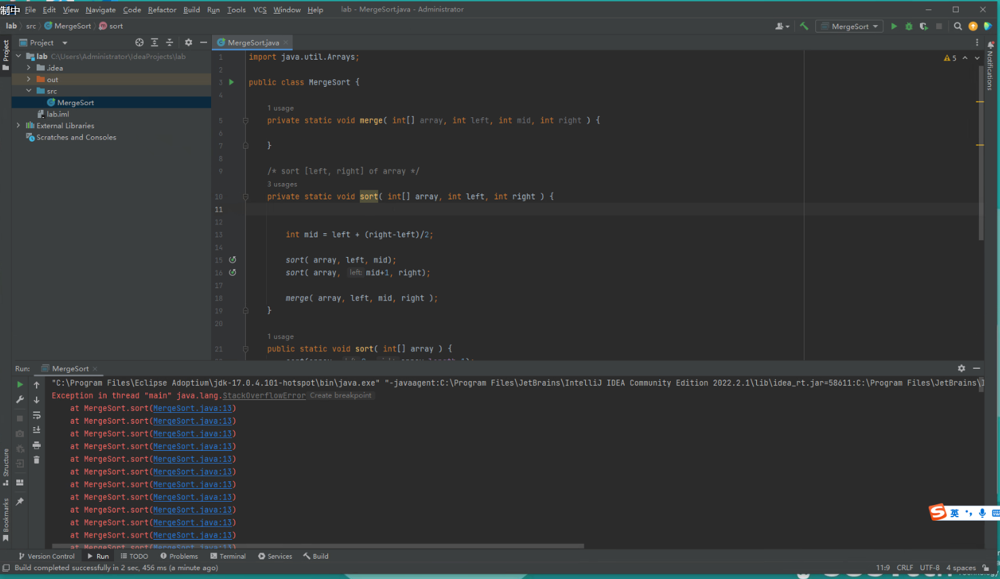 制中 File Edit View Navigate Code Refactor Build Run Tools VCS Window Help lab - MergeSort.java - Administrator
lab src MergeSort sort
MergeSort
Project
MergeSort.java
lab C:\Users\Administrator\IdeaProjects\lab
.idea
out
src
MergeSort
lab.iml
External Libraries
Scratches and Consoles
Project
Structure
Bookmarks
Notifications
5
1 import java.util.Arrays;
2
3 public class MergeSort {
4
1 usage
5 private static void merge( int[] array, int left, int mid, int right ) {
6
7 }
8
9 /* sort [left, right] of array */
3 usages
10 private static void sort( int[] array, int left, int right ) {
11
12
13 int mid = left + (right-left)/2;
14
15 sort( array, left, mid);
16 sort( array, left: mid+1, right);
17
18 merge( array, left, mid, right );
19 }
20
1 usage
21 public static void sort( int[] array ) {
Run: MergeSort
"C:\Program Files\Eclipse Adoptium\jdk-17.0.4.101-hotspot\bin\java.exe" "-javaagent:C:\Program Files\JetBrains\IntelliJ IDEA Community Edition 2022.2.1\lib\idea_rt.jar=58611:C:\Program Files\JetBrains\
Exception in thread "main" java.lang.StackOverflowError Create breakpoint
at MergeSort.sort(MergeSort.java:13)
at MergeSort.sort(MergeSort.java:13)
at MergeSort.sort(MergeSort.java:13)
at MergeSort.sort(MergeSort.java:13)
at MergeSort.sort(MergeSort.java:13)
at MergeSort.sort(MergeSort.java:13)
at MergeSort.sort(MergeSort.java:13)
at MergeSort.sort(MergeSort.java:13)
at MergeSort.sort(MergeSort.java:13)
at MergeSort.sort(MergeSort.java:13)
at MergeSort.sort(MergeSort.java:13)
at MergeSort.sort(MergeSort.java:13)
英
Version Control Run TODO Problems Terminal Services Build
Build completed successfully in 2 sec, 456 ms (a minute ago)
11:9 CRLF UTF-8 4 spaces